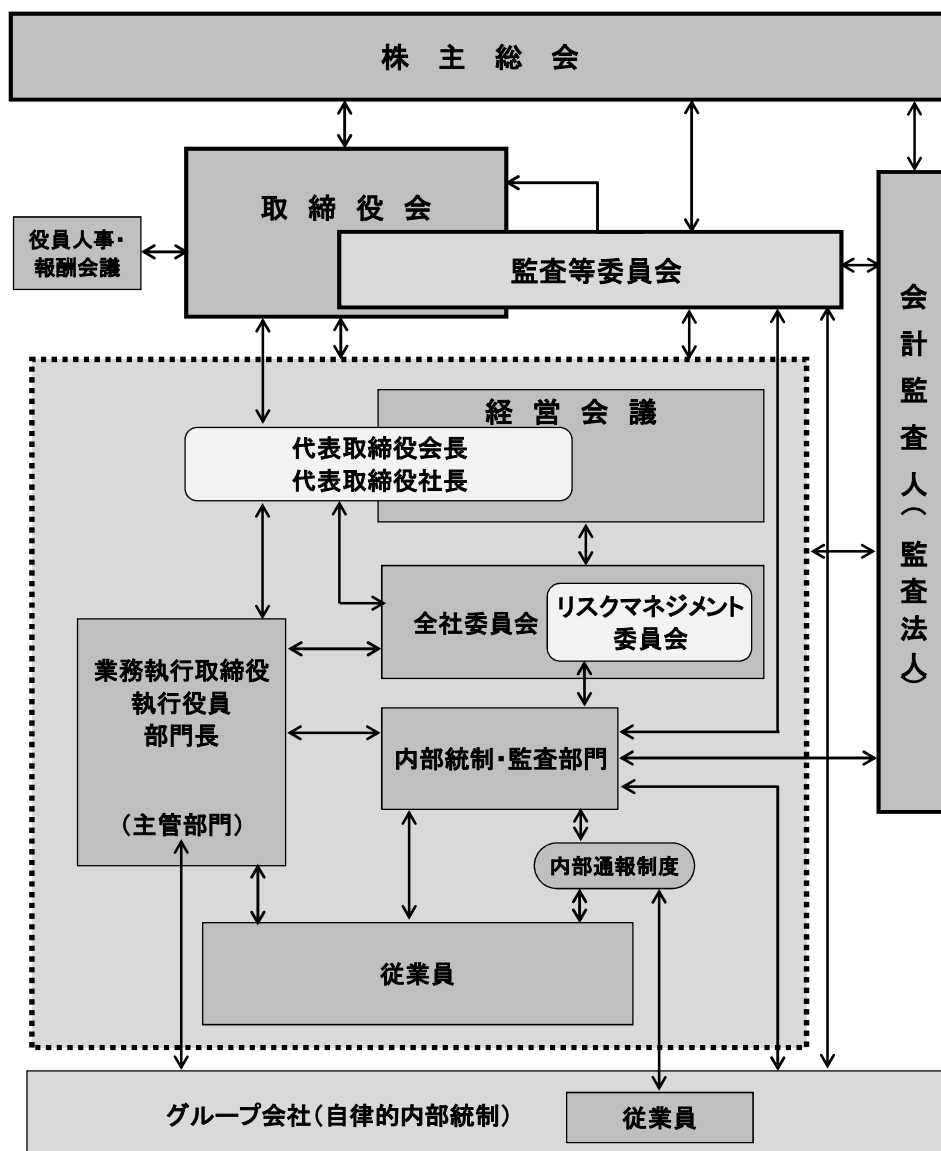 株主総会
取締役会
役員人事・
報酬会議
監査等委員会
経営会議
代表取締役会長
代表取締役社長
会計監査人(監査法人)
全社委員会
リスクマネジメント
委員会
業務執行取締役
執行役員
部門長
(主管部門)
内部統制・監査部門
内部通報制度
従業員
グループ会社(自律的内部統制)
従業員